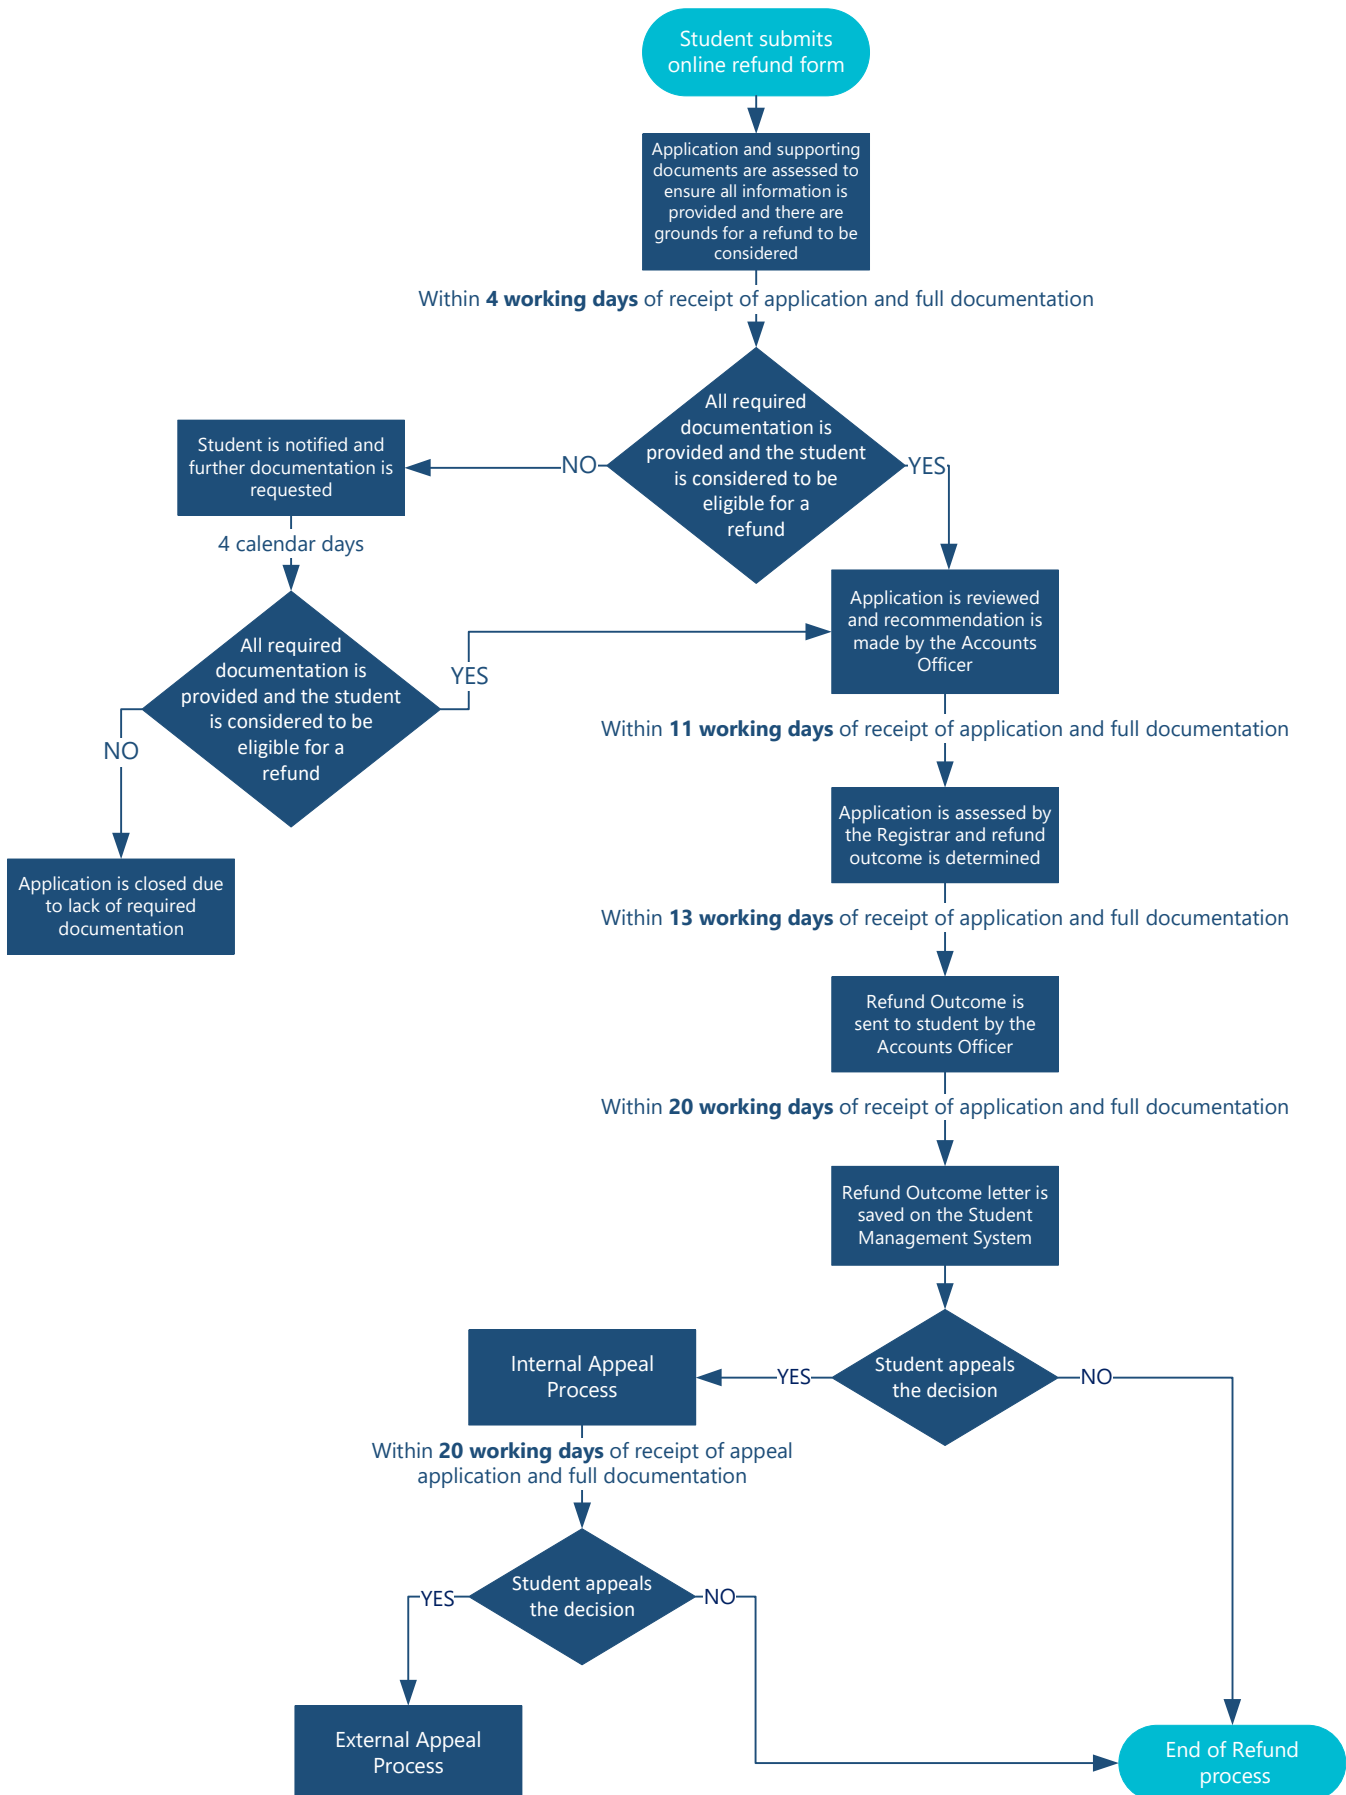 Student submits
online refund form
Application and supporting
documents are assessed to
ensure all information is
provided and there are
grounds for a refund to be
considered
Within 4 working days of receipt of application and full documentation
All required
documentation is
provided and the student
is considered to be
eligible for a
refund
NO
YES
Student is notified and
further documentation is
requested
4 calendar days
All required
documentation is
provided and the student
is considered to be
eligible for a
refund
YES
NO
Application is closed due
to lack of required
documentation
Application is reviewed
and recommendation is
made by the Accounts
Officer
Within 11 working days of receipt of application and full documentation
Application is assessed by
the Registrar and refund
outcome is determined
Within 13 working days of receipt of application and full documentation
Refund Outcome is
sent to student by the
Accounts Officer
Within 20 working days of receipt of application and full documentation
Refund Outcome letter is
saved on the Student
Management System
Student appeals
the decision
YES
NO
Internal Appeal
Process
Within 20 working days of receipt of appeal
application and full documentation
Student appeals
the decision
YES
NO
External Appeal
Process
End of Refund
process